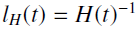 l_H(t) = H(t)^{-1}